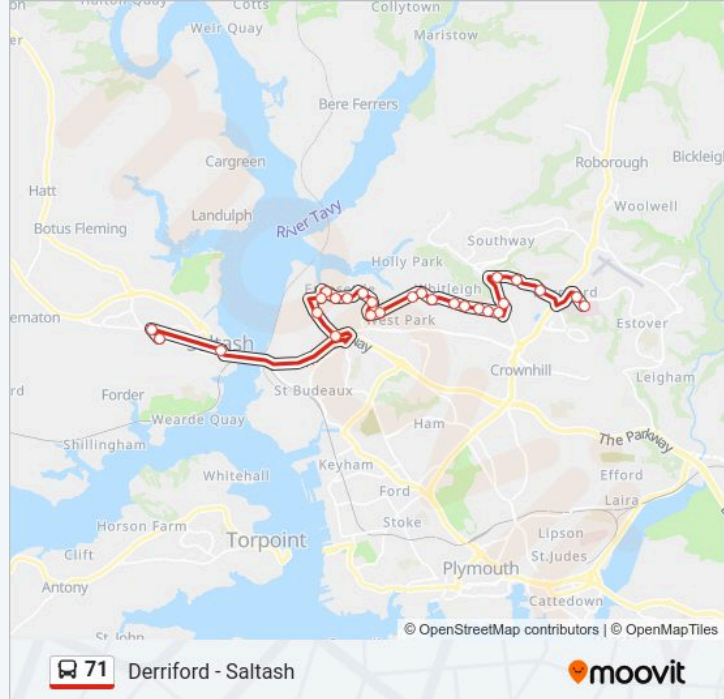 Weir Quay
Cotts
Collytown
Maristow
Bere Ferrers
Roborough
Bickleigh
Cargreen
Hatt
Landulph
Woolwell
Botus Fleming
River Tavy
Southway
Holly Park
Whitleigh
Estover
West Park
Saltash
Leigham
Crownhill
St Budeaux
Forder
Wearde Quay
Ham
The Parkway
Shillingham
Keyham
Efford
Whitehall
Ford
Laira
Horson Farm
Stoke
Lipson
Torpoint
St.Judes
Clift
Plymouth
Antony
Cattedown
St. John
© OpenStreetMap contributors | © OpenMapTiles
71 Derriford - Saltash
moovit